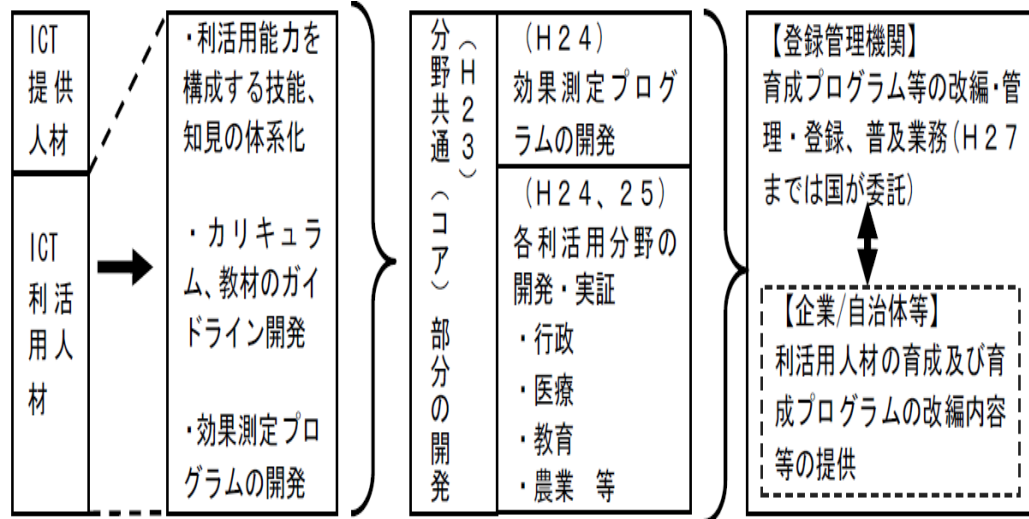 ICT
提供
人材
ICT
利活
用人
材
・利活用能力を
構成する技能、
知見の体系化
・カリキュラ
ム、教材のガイ
ドライン開発
・効果測定プロ
グラムの開発
(H23)
分野共通(コア)部分の開発
(H24)
効果測定プログ
ラムの開発
(H24、25)
各利活用分野の
開発・実証
・行政
・医療
・教育
・農業 等
【登録管理機関】
育成プログラム等の改編・管
理・登録、普及業務(H27
までは国が委託)
【企業/自治体等】
利活用人材の育成及び育
成プログラムの改編内容
等の提供